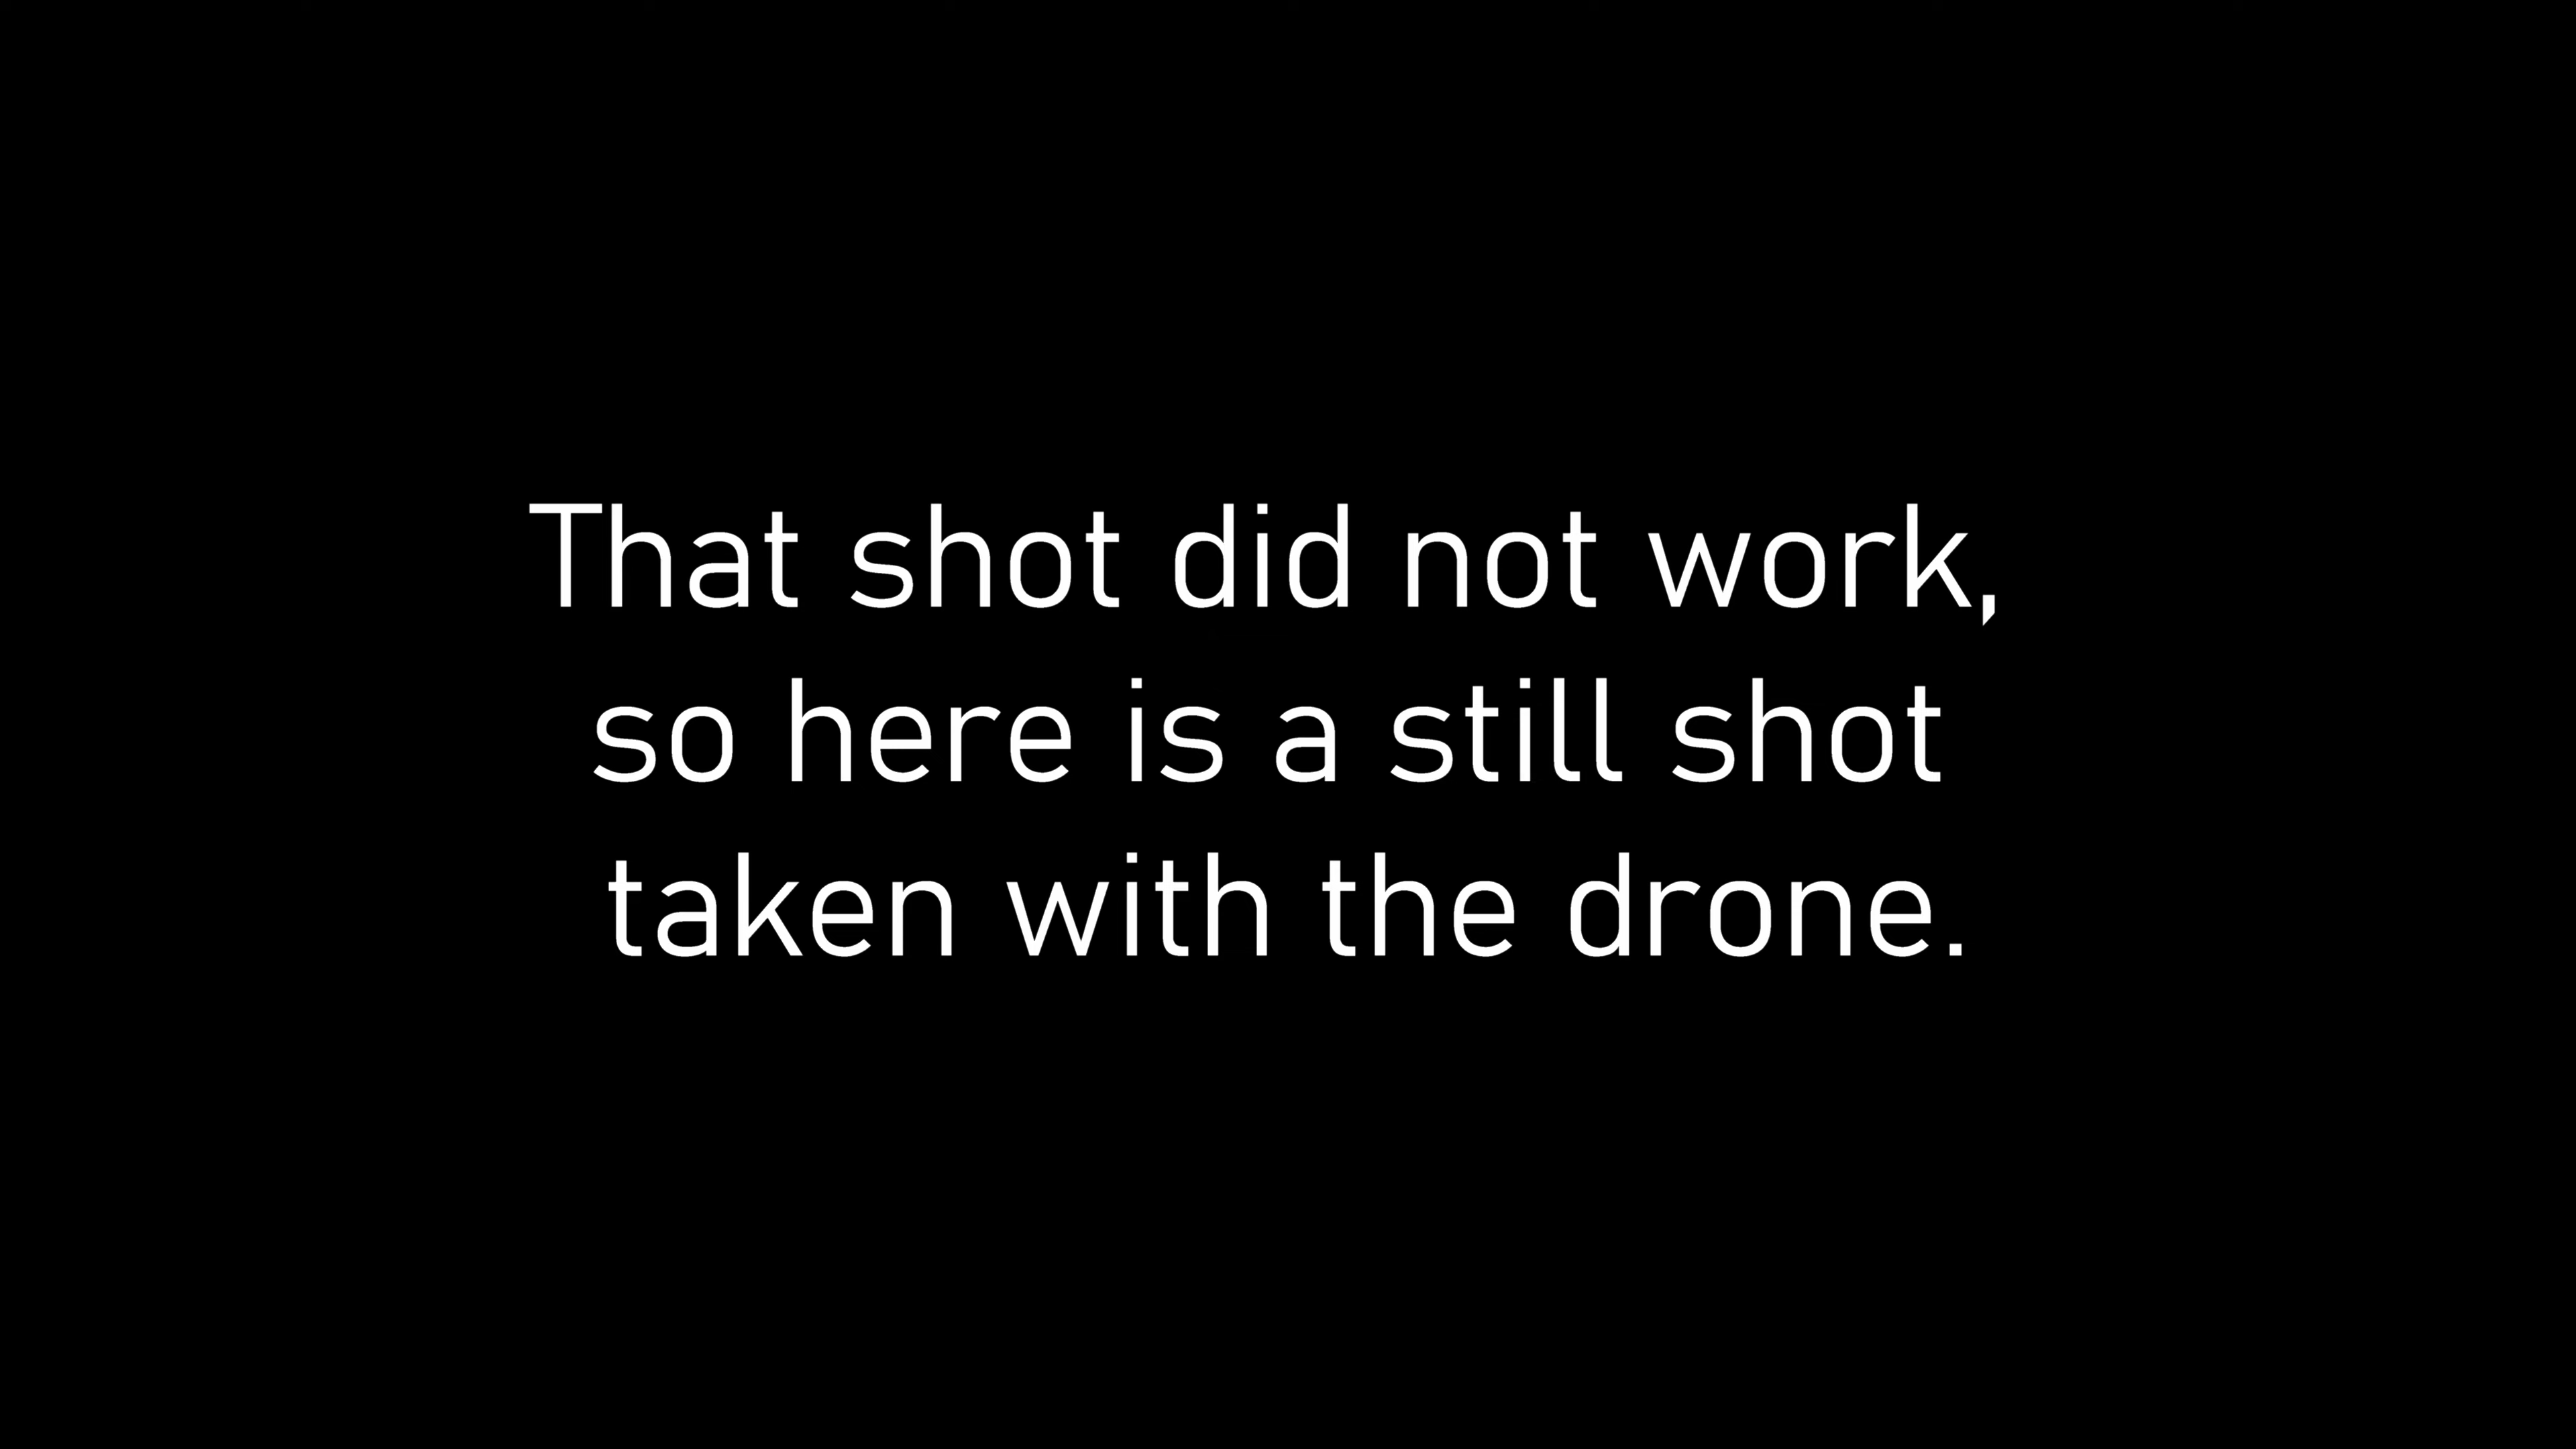 That shot did not work,
so here is a still shot
taken with the drone.